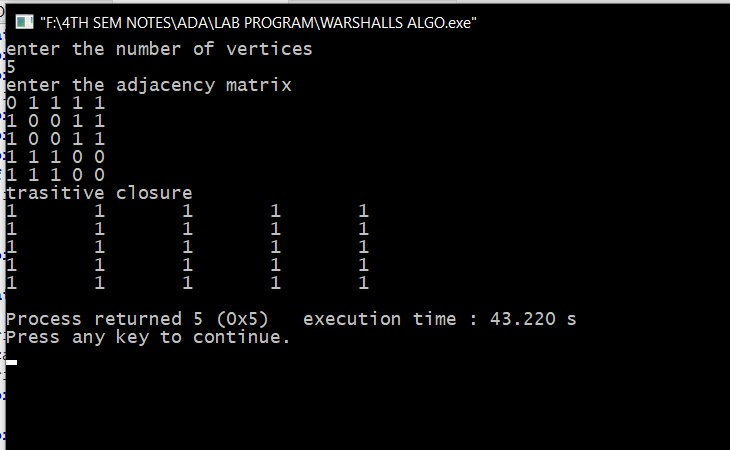 "F:\4TH SEM NOTES\ADA\LAB PROGRAM\WARSHALLS ALGO.exe"
enter the number of vertices
5
enter the adjacency matrix
0 1 1 1 1
1 0 0 1 1
1 0 0 1 1
1 1 1 0 0
1 1 1 0 0
trasitive closure
1 1 1 1 1
1 1 1 1 1
1 1 1 1 1
1 1 1 1 1
1 1 1 1 1
Process returned 5 (0x5) execution time : 43.220 s
Press any key to continue.